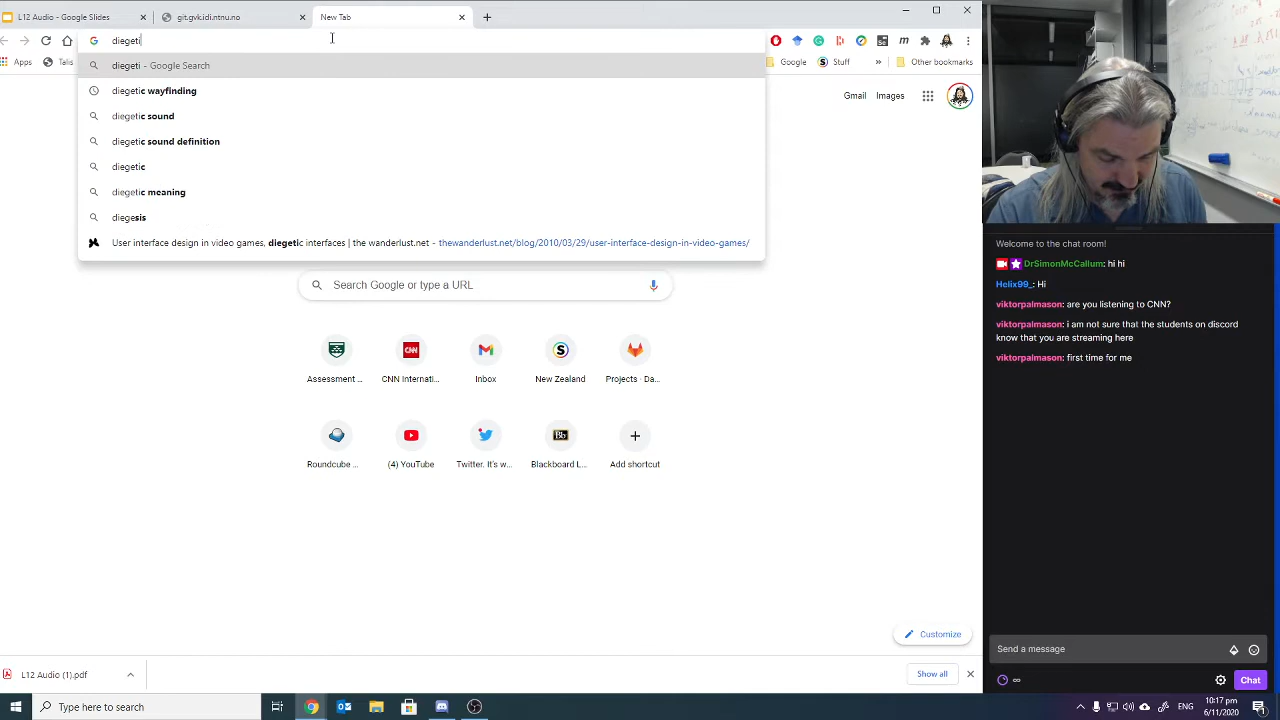 L12 Audio - Google Slides
git.gvk.idi.ntnu.no
New Tab
diegeti
Apps
Talis
Google
Stuff
»
Other bookmarks
diegeti - Google Search
diegetic wayfinding
diegetic sound
diegetic sound definition
diegetic
diegetic meaning
diegesis
User interface design in video games, diegetic interfaces | the wanderlust.net - thewanderlust.net/blog/2010/03/29/user-interface-design-in-video-games/
Gmail Images
Search Google or type a URL
Assessment ...
CNN Internati...
Inbox
New Zealand
Projects · Da...
Roundcube ...
(4) YouTube
Twitter. It's w...
Blackboard L...
Add shortcut
Customize
L12 Audio (1).pdf
Show all
Type here to search
Welcome to the chat room!
DrSimonMcCallum: hi hi
Helix99_: Hi
viktorpalmason: are you listening to CNN?
viktorpalmason: i am not sure that the students on discord
know that you are streaming here
viktorpalmason: first time for me
Send a message
Chat
10:17 pm
6/11/2020